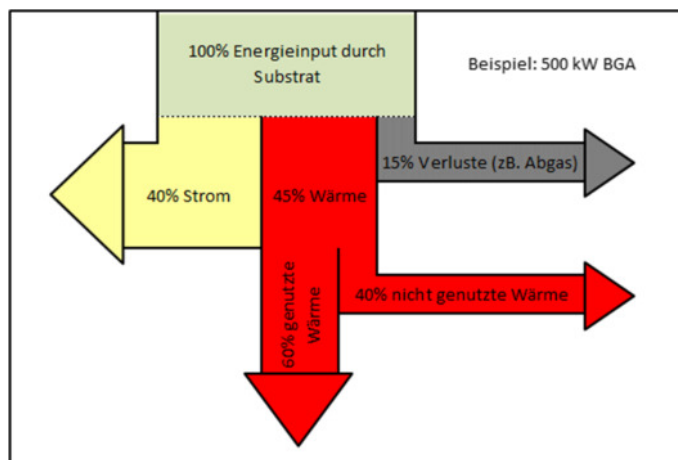 100% Energieinput durch
Substrat
Beispiel: 500 kW BGA
15% Verluste (zB. Abgas)
40% Strom
45% Wärme
60% genutzte
Wärme
40% nicht genutzte Wärme